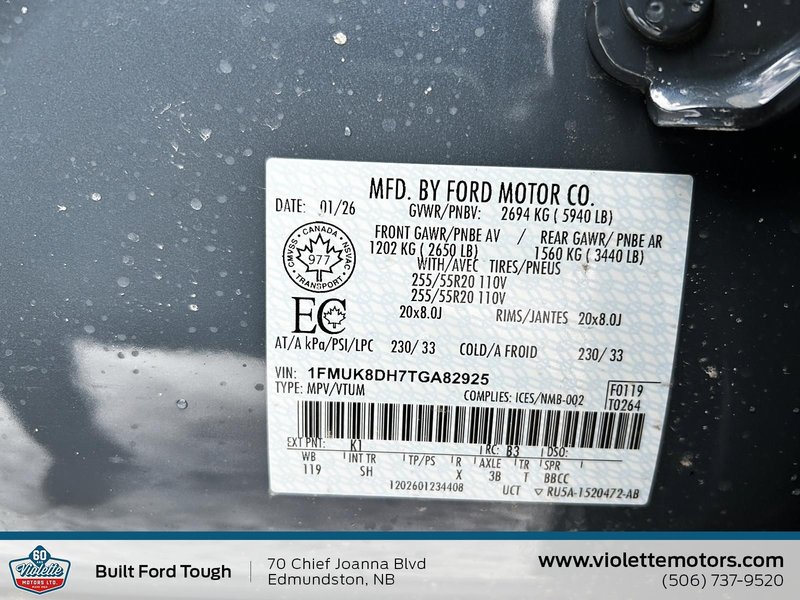 MFD. BY FORD MOTOR CO.
DATE: 01/26
GVWR/PNBV: 2694 KG ( 5940 LB)
FRONT GAWR/PNBE AV / REAR GAWR/ PNBE AR
1202 KG ( 2650 LB) 1560 KG ( 3440 LB)
WITH/AVEC TIRES/PNEUS
255/55R20 110V
255/55R20 110V
20x8.0J RIMS/JANTES 20x8.0J
CMVSS · CANADA · NSVAC
977
TRANSPORT
EC
AT/A kPa/PSI/LPC 230/ 33 COLD/A FROID 230/ 33
VIN: 1FMUK8DH7TGA82925
TYPE: MPV/VTUM COMPLIES: ICES/NMB-002
F0119
T0264
EXT PNT: K1 RC: B3 DSO:
WB INT TR TP/PS R AXLE TR SPR
119 SH X 3B T BBCC
1202601234408 UCT ▽ RU5A-1520472-AB
60
Violette
MOTORS LTD.
Built Ford Tough
70 Chief Joanna Blvd
Edmundston, NB
www.violettemotors.com
(506) 737-9520